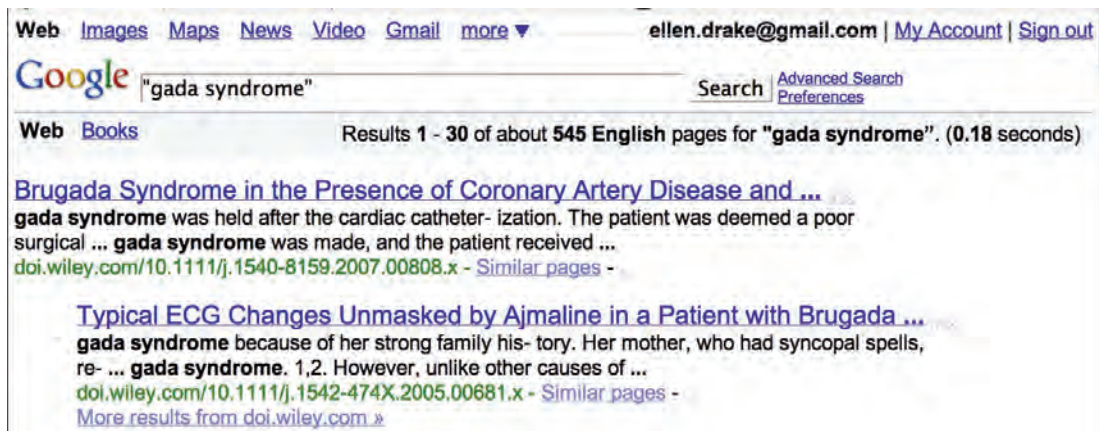 Web Images Maps News Video Gmail more ▼ ellen.drake@gmail.com | My Account | Sign out
Google "gada syndrome" Search Advanced Search
Preferences
Web Books Results 1 - 30 of about 545 English pages for "gada syndrome". (0.18 seconds)
Brugada Syndrome in the Presence of Coronary Artery Disease and ...
gada syndrome was held after the cardiac catheter- ization. The patient was deemed a poor
surgical ... gada syndrome was made, and the patient received ...
doi.wiley.com/10.1111/j.1540-8159.2007.00808.x - Similar pages -
Typical ECG Changes Unmasked by Ajmaline in a Patient with Brugada ...
gada syndrome because of her strong family his- tory. Her mother, who had syncopal spells,
re- ... gada syndrome. 1,2. However, unlike other causes of ...
doi.wiley.com/10.1111/j.1542-474X.2005.00681.x - Similar pages -
More results from doi.wiley.com »